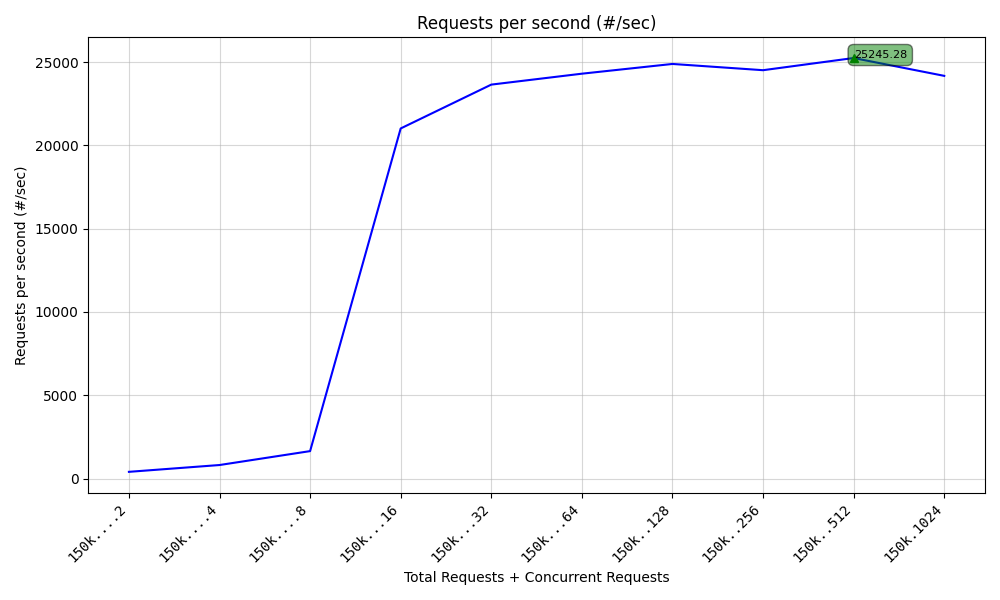 Requests per second (#/sec)
Requests per second (#/sec)
25000
20000
15000
10000
5000
0
25245.28
150k....2
150k....4
150k....8
150k...16
150k...32
150k...64
150k..128
150k..256
150k..512
150k.1024
Total Requests + Concurrent Requests